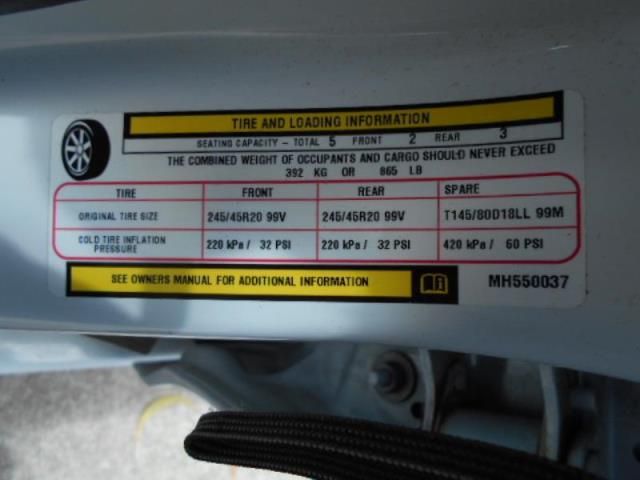 TIRE AND LOADING INFORMATION
SEATING CAPACITY – TOTAL 5 FRONT 2 REAR 3
THE COMBINED WEIGHT OF OCCUPANTS AND CARGO SHOULD NEVER EXCEED
392 KG OR 865 LB
TIRE FRONT REAR SPARE
ORIGINAL TIRE SIZE 245/45R20 99V 245/45R20 99V T145/80D18LL 99M
COLD TIRE INFLATION PRESSURE 220 kPa / 32 PSI 220 kPa / 32 PSI 420 kPa / 60 PSI
SEE OWNERS MANUAL FOR ADDITIONAL INFORMATION MH550037